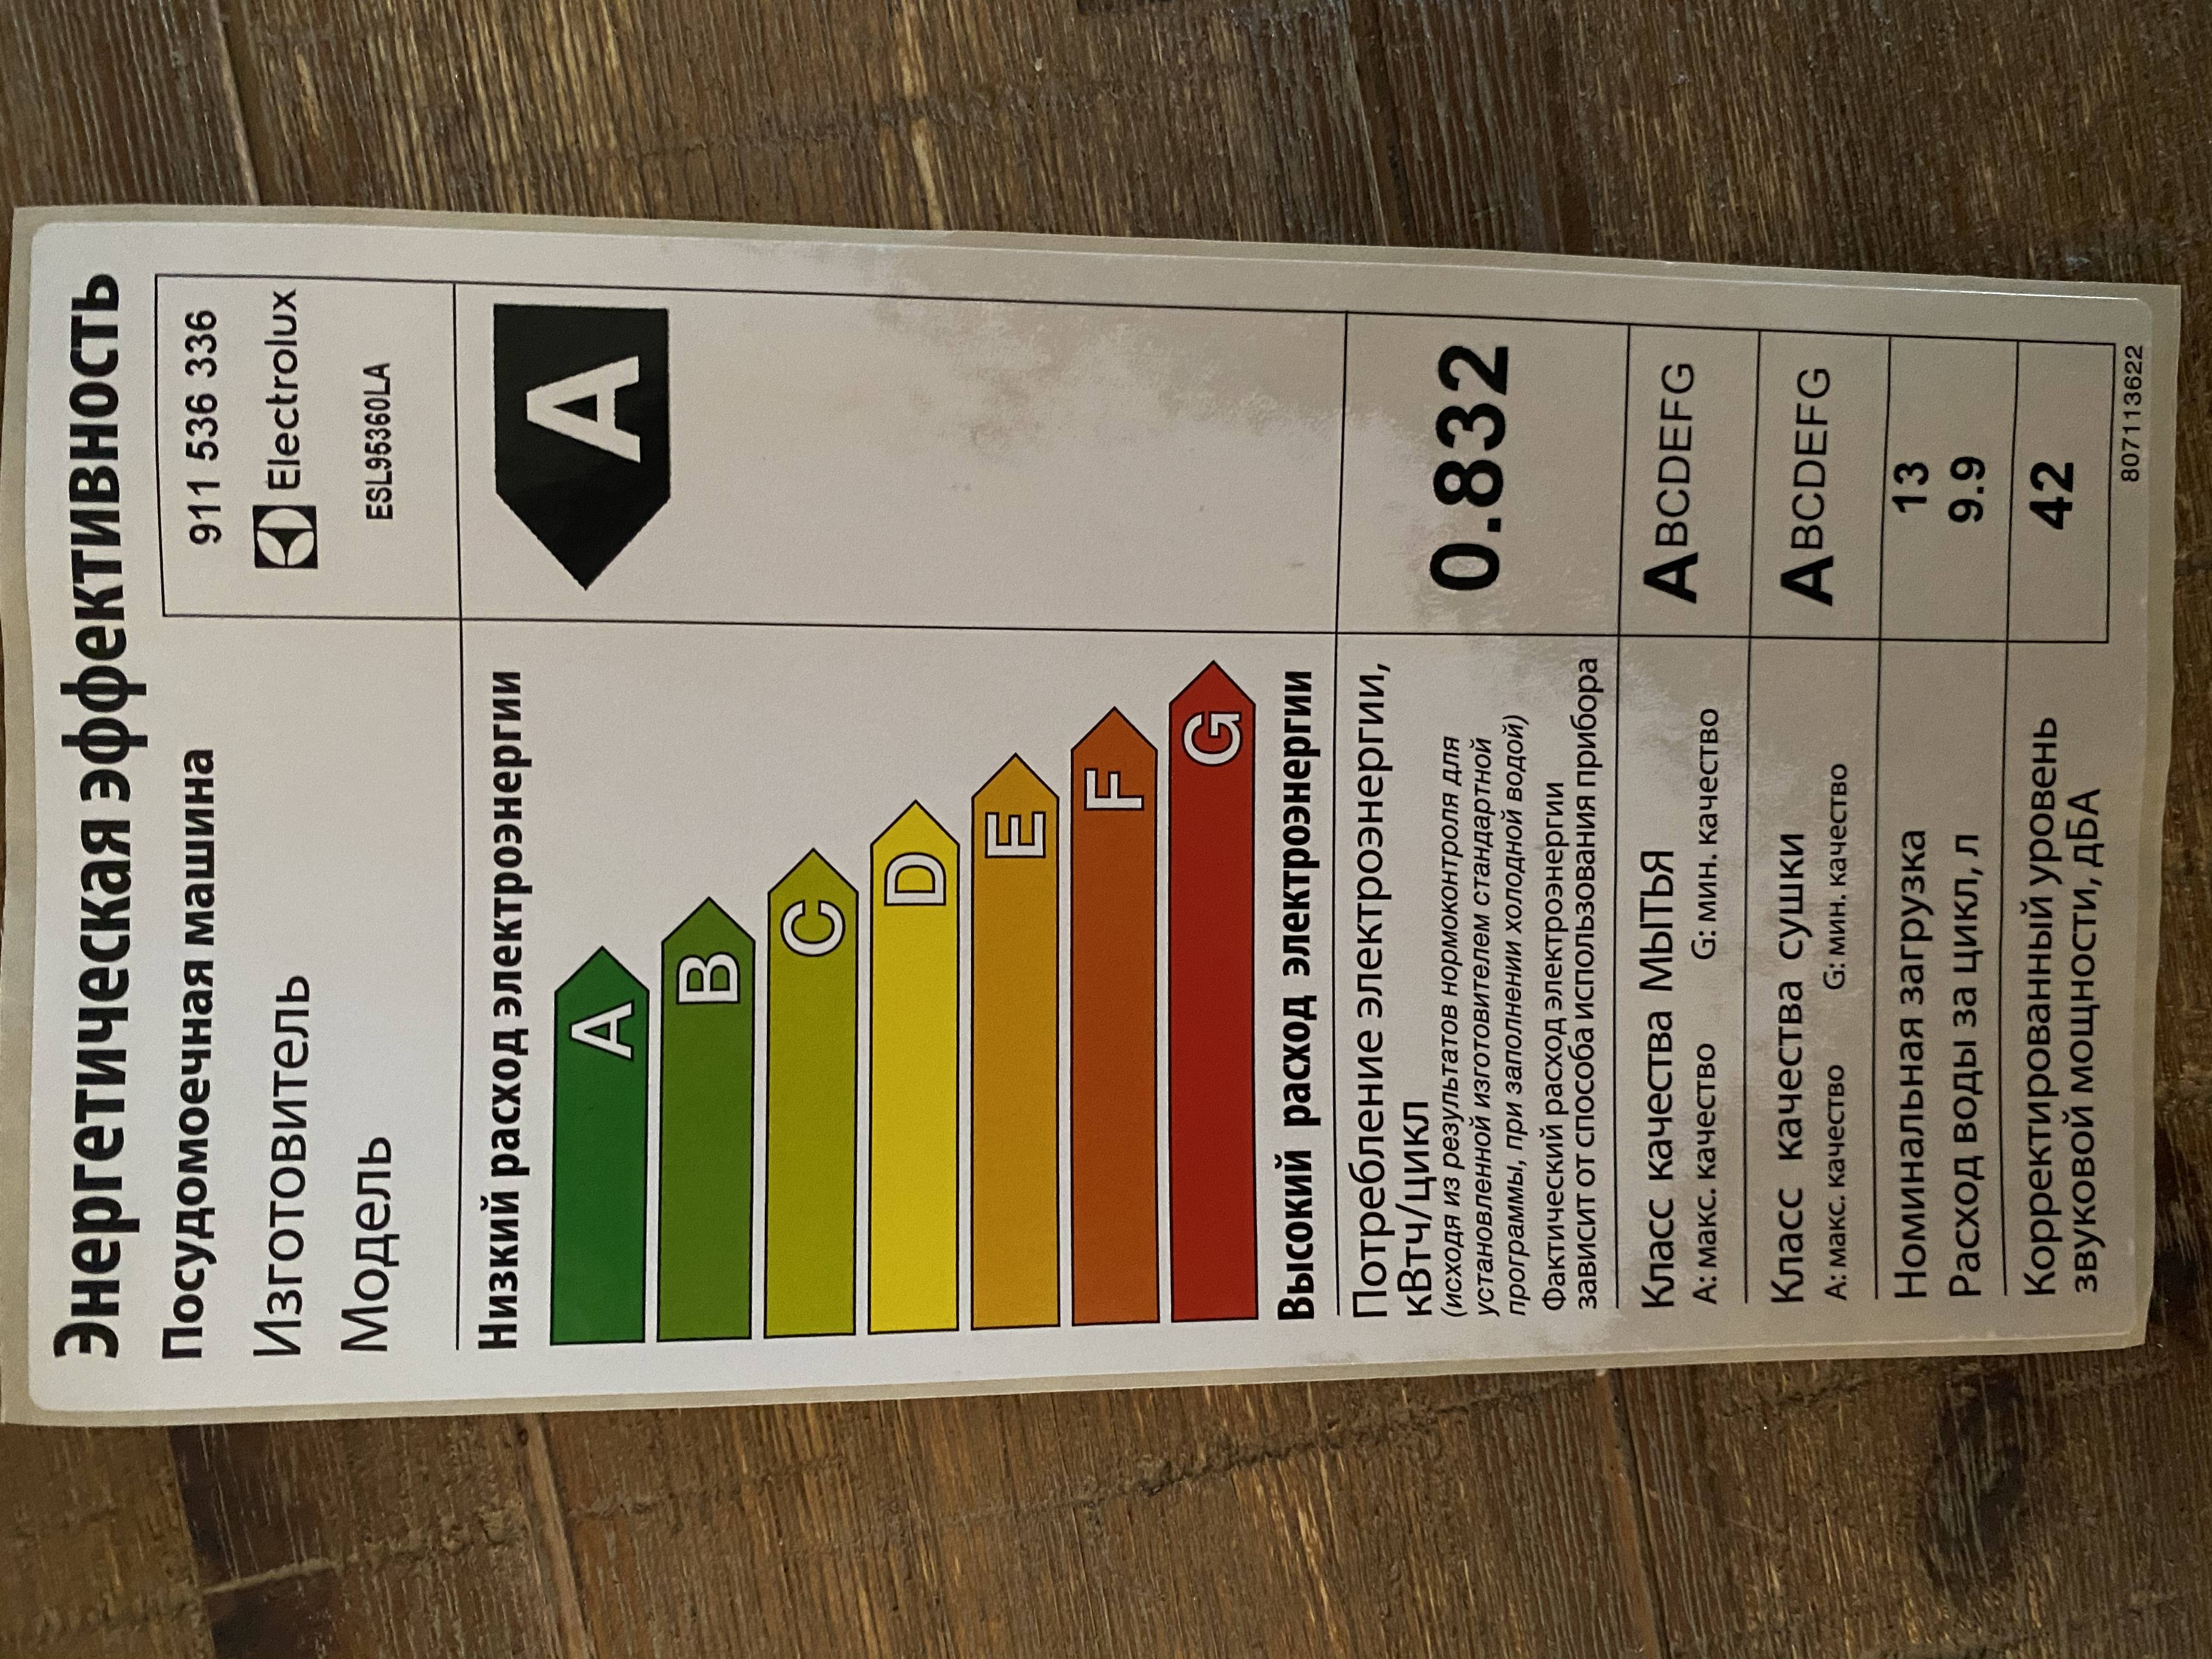 Энергетическая эффективность
Посудомоечная машина
911 536 336
Изготовитель
Electrolux
Модель
ESL95360LA
Низкий расход электроэнергии
A
A
B
C
D
E
F
G
Высокий расход электроэнергии
Потребление электроэнергии,
кВтч/цикл
0.832
(исходя из результатов нормоконтроля для
установленной изготовителем стандартной
программы, при заполнении холодной водой)
Фактический расход электроэнергии
зависит от способа использования прибора
Класс качества мытья
ABCDEFG
A: макс. качество G: мин. качество
Класс качества сушки
ABCDEFG
A: макс. качество G: мин. качество
Номинальная загрузка 13
Расход воды за цикл, л 9.9
Корректированный уровень
звуковой мощности, дБА
42
8071113622